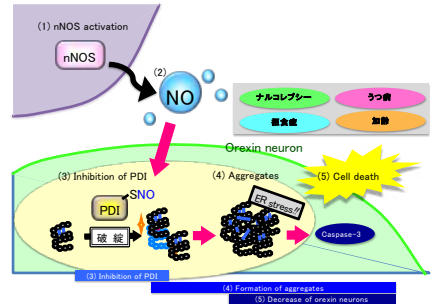 (1) nNOS activation
nNOS
(2)
NO
ナルコレプシー
うつ病
過食症
加齢
Orexin neuron
(3) Inhibition of PDI
(4) Aggregates
(5) Cell death
SNO
PDI
ER stress!!
破 綻
Caspase-3
(3) Inhibition of PDI
(4) Formation of aggregates
(5) Decrease of orexin neurons